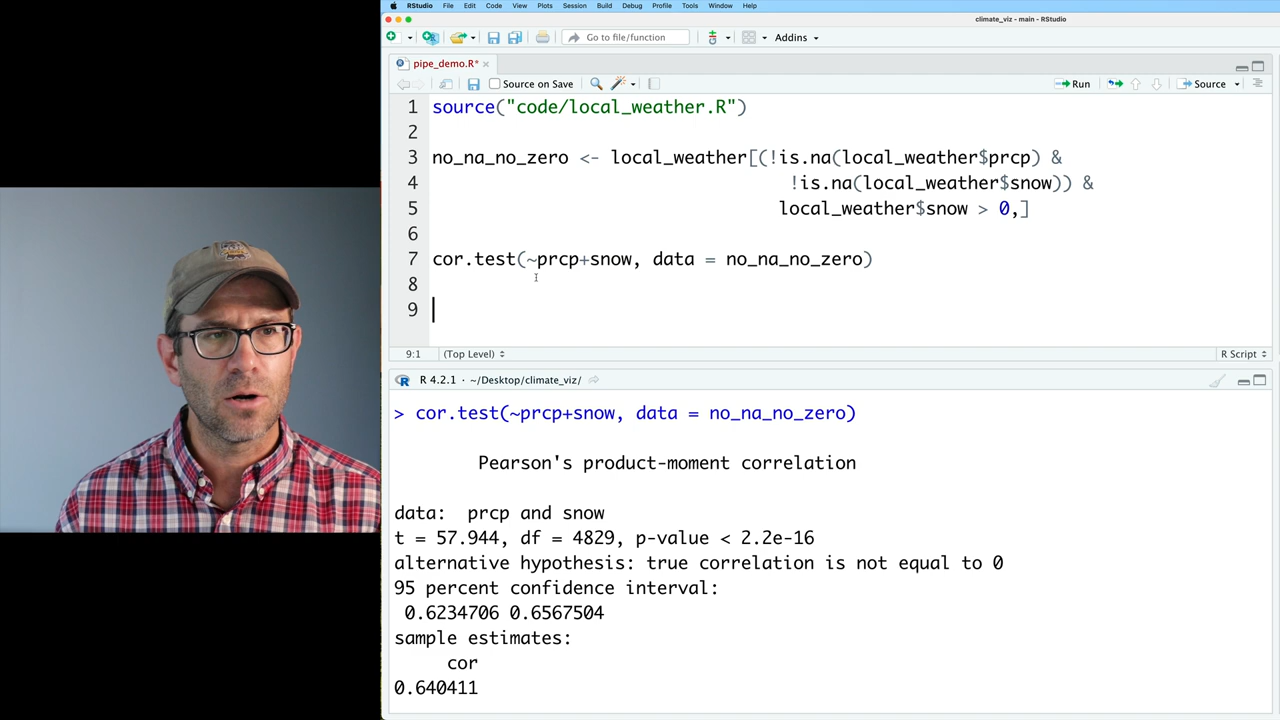 RStudio File Edit Code View Plots Session Build Debug Profile Tools Window Help
climate_viz - main - RStudio
Go to file/function Addins
pipe_demo.R*
Source on Save Run Source
1 source("code/local_weather.R")
2
3 no_na_no_zero <- local_weather[(!is.na(local_weather$prcp) &
4 !is.na(local_weather$snow)) &
5 local_weather$snow > 0,]
6
7 cor.test(~prcp+snow, data = no_na_no_zero)
8
9
9:1 (Top Level) R Script
R 4.2.1 · ~/Desktop/climate_viz/
> cor.test(~prcp+snow, data = no_na_no_zero)
Pearson's product-moment correlation
data: prcp and snow
t = 57.944, df = 4829, p-value < 2.2e-16
alternative hypothesis: true correlation is not equal to 0
95 percent confidence interval:
0.6234706 0.6567504
sample estimates:
cor
0.640411